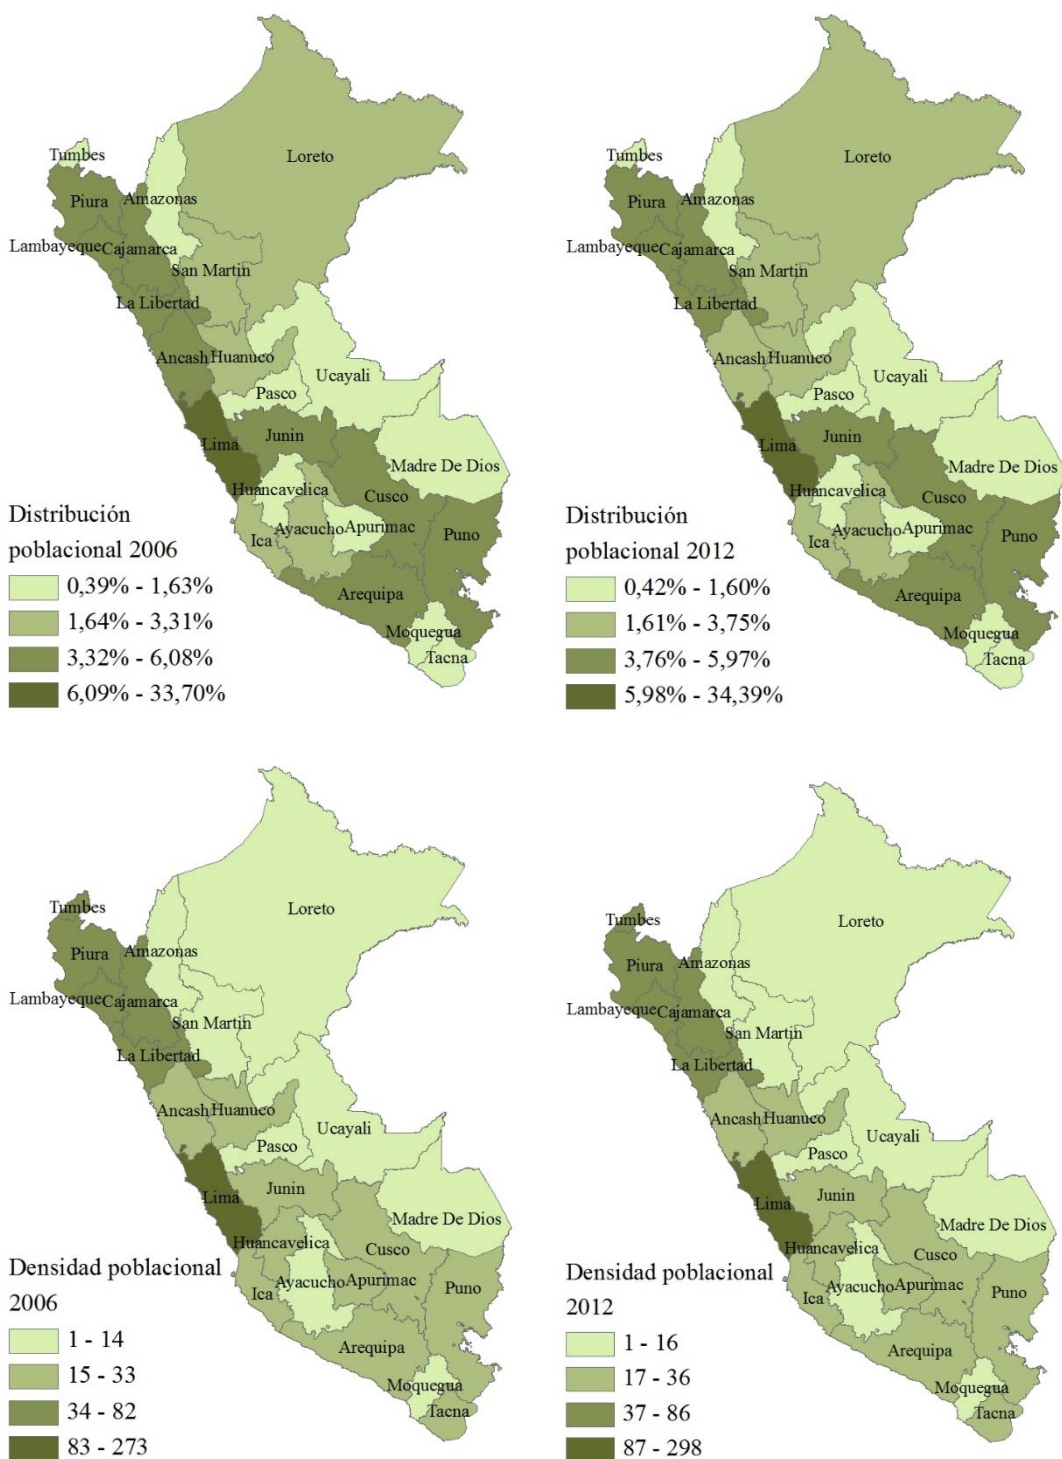 Loreto
Tumbes
Piura
Amazonas
Lambayeque
Cajamarca
San Martin
La Libertad
Ancash
Huanuco
Ucayali
Pasco
Lima
Junin
Madre De Dios
Huancavelica
Cusco
Ayacucho
Apurimac
Ica
Puno
Arequipa
Moquegua
Tacna
Distribución
poblacional 2006
0,39% - 1,63%
1,64% - 3,31%
3,32% - 6,08%
6,09% - 33,70%
Loreto
Tumbes
Piura
Amazonas
Lambayeque
Cajamarca
San Martin
La Libertad
Ancash
Huanuco
Ucayali
Pasco
Lima
Junin
Madre De Dios
Huancavelica
Cusco
Ayacucho
Apurimac
Ica
Puno
Arequipa
Moquegua
Tacna
Distribución
poblacional 2012
0,42% - 1,60%
1,61% - 3,75%
3,76% - 5,97%
5,98% - 34,39%
Loreto
Tumbes
Piura
Amazonas
Lambayeque
Cajamarca
San Martin
La Libertad
Ancash
Huanuco
Ucayali
Pasco
Lima
Junin
Madre De Dios
Huancavelica
Cusco
Ayacucho
Apurimac
Ica
Puno
Arequipa
Moquegua
Tacna
Densidad poblacional
2006
1 - 14
15 - 33
34 - 82
83 - 273
Loreto
Tumbes
Piura
Amazonas
Lambayeque
Cajamarca
San Martin
La Libertad
Ancash
Huanuco
Ucayali
Pasco
Lima
Junin
Madre De Dios
Huancavelica
Cusco
Ayacucho
Apurimac
Ica
Puno
Arequipa
Moquegua
Tacna
Densidad poblacional
2012
1 - 16
17 - 36
37 - 86
87 - 298